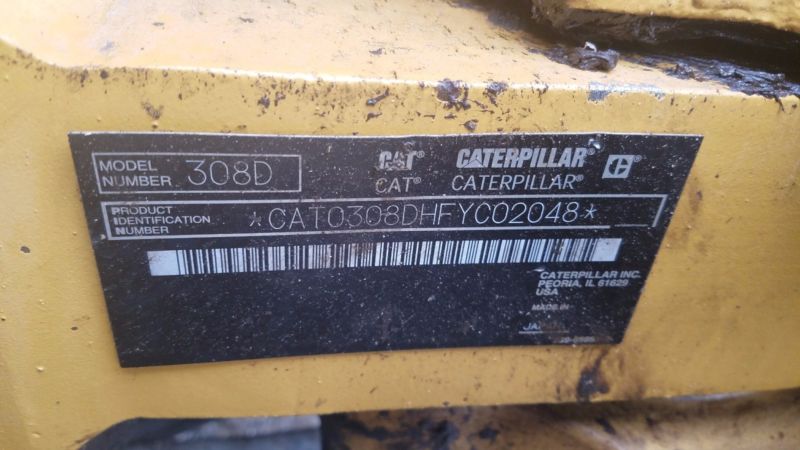 MODEL NUMBER 308D
CAT® CATERPILLAR® C®
CAT® CATERPILLAR®
PRODUCT IDENTIFICATION NUMBER *CAT0308DHFYC02048*
CATERPILLAR INC.
PEORIA, IL 61629
USA
MADE IN